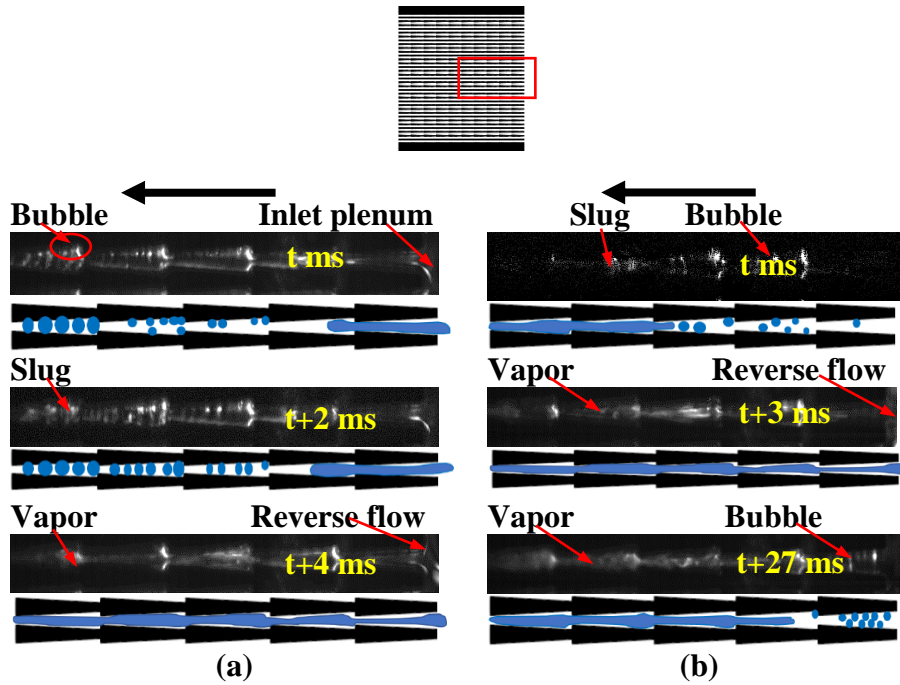 Bubble
Inlet plenum
t ms
Slug
t+2 ms
Vapor
Reverse flow
t+4 ms
(a)
Slug
Bubble
t ms
Vapor
Reverse flow
t+3 ms
Vapor
Bubble
t+27 ms
(b)